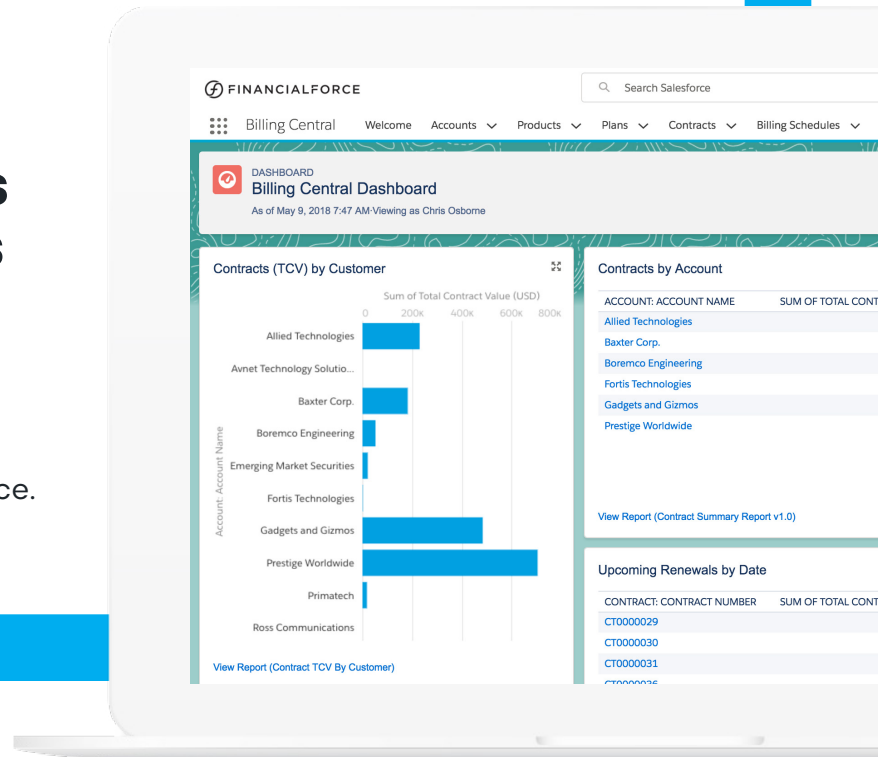 s
s
ce.
FINANCIALFORCE
Search Salesforce
Billing Central Welcome Accounts Products Plans Contracts Billing Schedules
DASHBOARD
Billing Central Dashboard
As of May 9, 2018 7:47 AM·Viewing as Chris Osborne
Contracts (TCV) by Customer
Sum of Total Contract Value (USD)
0 200K 400K 600K 800K
Account: Account Name
Allied Technologies
Avnet Technology Solutio...
Baxter Corp.
Boremco Engineering
Emerging Market Securities
Fortis Technologies
Gadgets and Gizmos
Prestige Worldwide
Primatech
Ross Communications
View Report (Contract TCV By Customer)
Contracts by Account
ACCOUNT: ACCOUNT NAME SUM OF TOTAL CONT
Allied Technologies
Baxter Corp.
Boremco Engineering
Fortis Technologies
Gadgets and Gizmos
Prestige Worldwide
View Report (Contract Summary Report v1.0)
Upcoming Renewals by Date
CONTRACT: CONTRACT NUMBER SUM OF TOTAL CONT
CT0000029
CT0000030
CT0000031